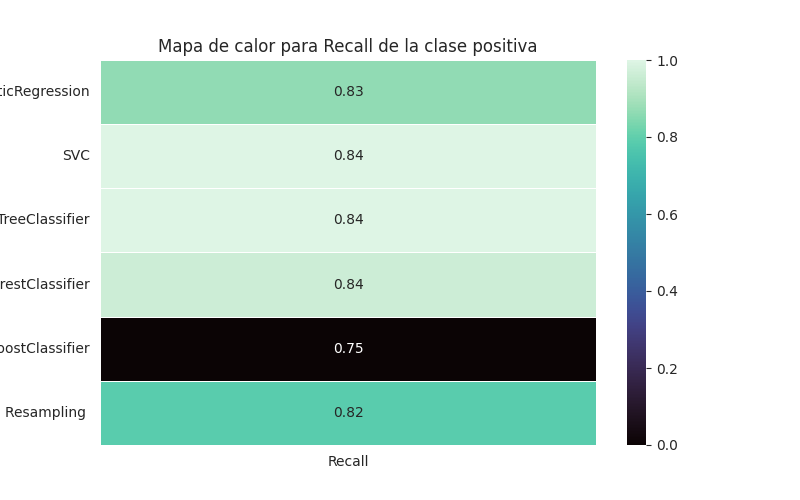 Mapa de calor para Recall de la clase positiva
ticRegression
0.83
SVC
0.84
TreeClassifier
0.84
restClassifier
0.84
oostClassifier
0.75
Resampling
0.82
Recall
1.0
0.8
0.6
0.4
0.2
0.0